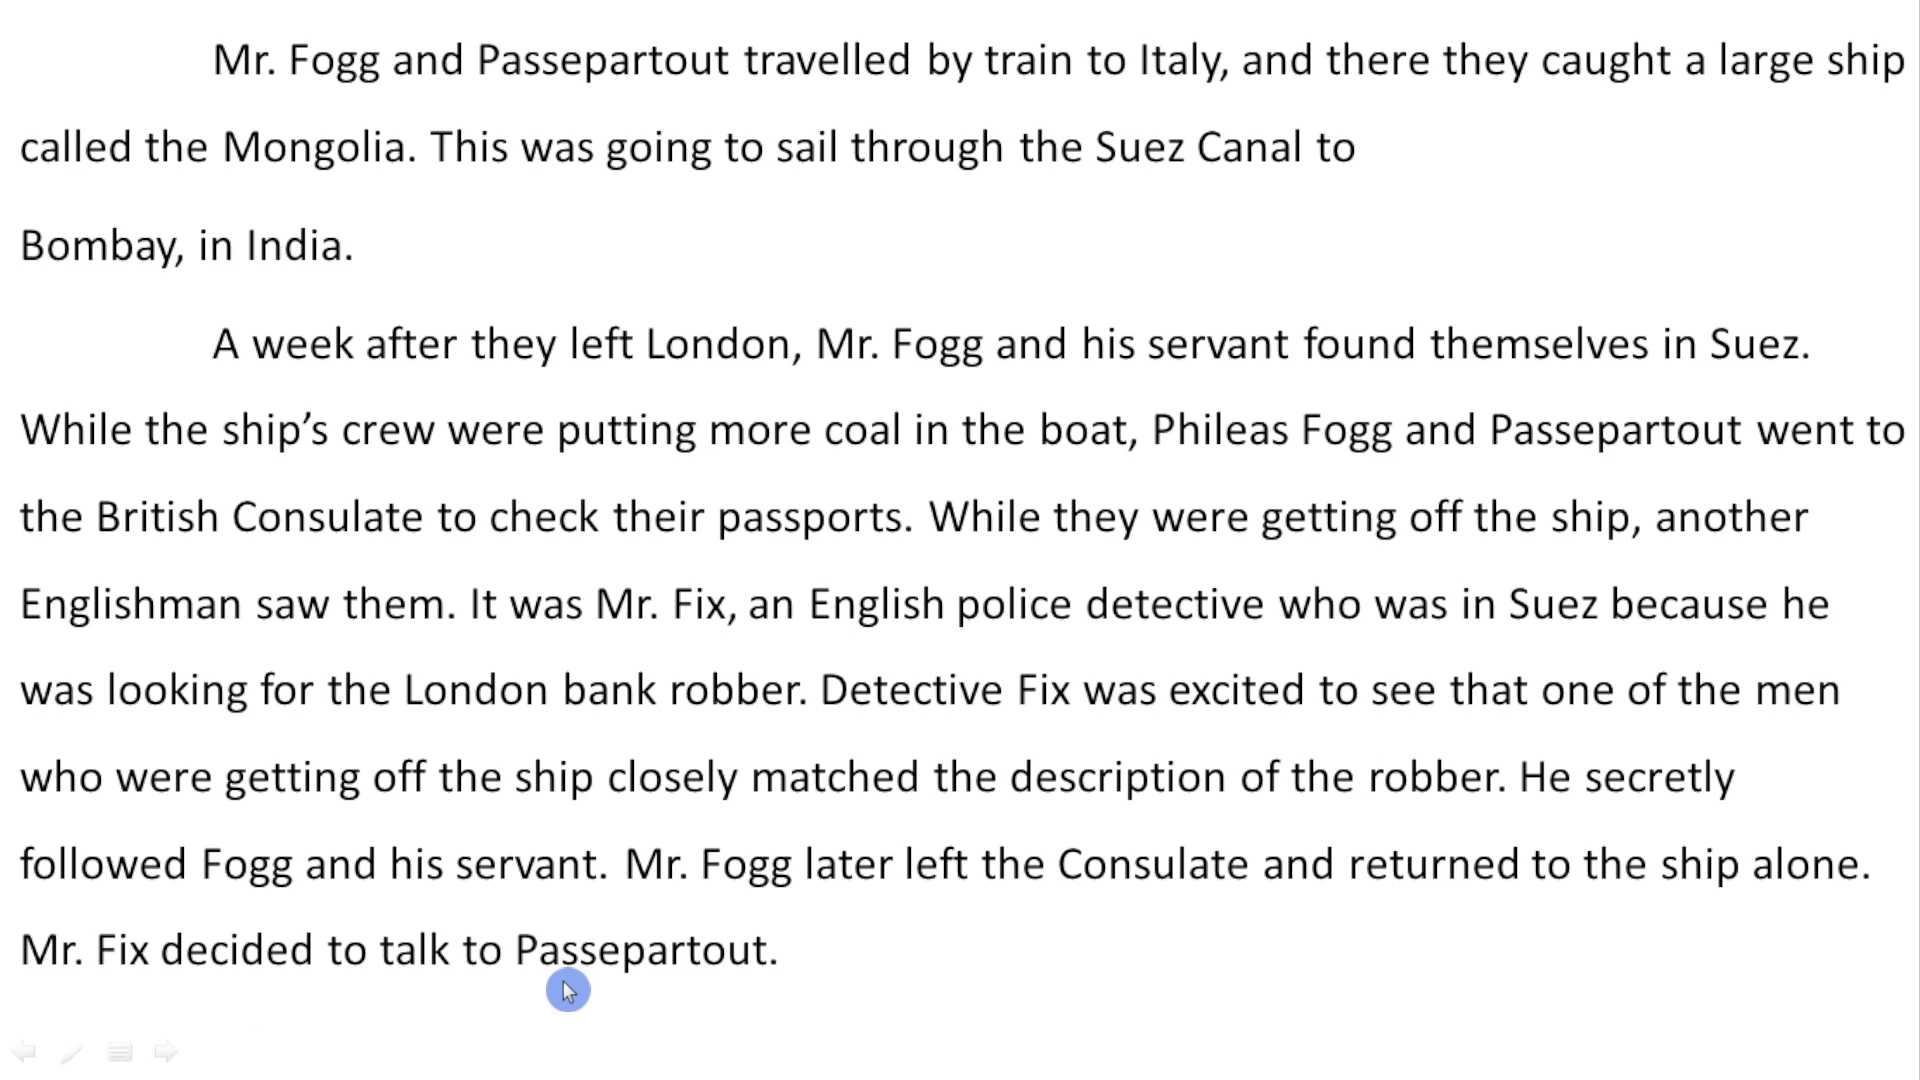 Mr. Fogg and Passepartout travelled by train to Italy, and there they caught a large ship
called the Mongolia. This was going to sail through the Suez Canal to
Bombay, in India.
A week after they left London, Mr. Fogg and his servant found themselves in Suez.
While the ship’s crew were putting more coal in the boat, Phileas Fogg and Passepartout went to
the British Consulate to check their passports. While they were getting off the ship, another
Englishman saw them. It was Mr. Fix, an English police detective who was in Suez because he
was looking for the London bank robber. Detective Fix was excited to see that one of the men
who were getting off the ship closely matched the description of the robber. He secretly
followed Fogg and his servant. Mr. Fogg later left the Consulate and returned to the ship alone.
Mr. Fix decided to talk to Passepartout.